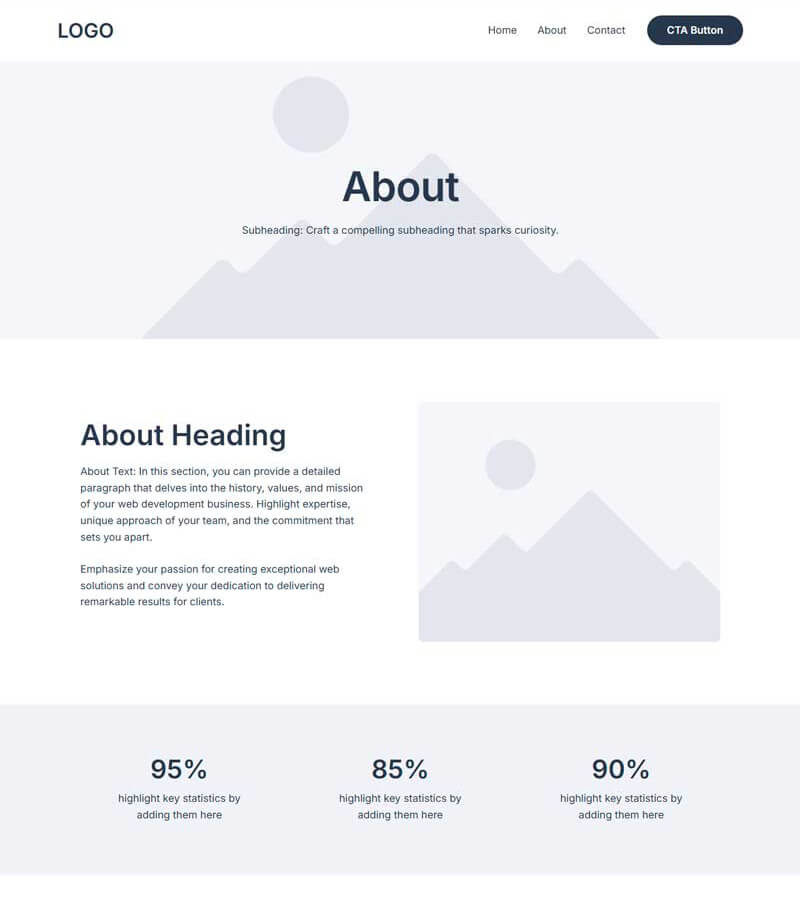 LOGO
Home About Contact CTA Button
About
Subheading: Craft a compelling subheading that sparks curiosity.
About Heading
About Text: In this section, you can provide a detailed
paragraph that delves into the history, values, and mission
of your web development business. Highlight expertise,
unique approach of your team, and the commitment that
sets you apart.
Emphasize your passion for creating exceptional web
solutions and convey your dedication to delivering
remarkable results for clients.
95%
highlight key statistics by
adding them here
85%
highlight key statistics by
adding them here
90%
highlight key statistics by
adding them here